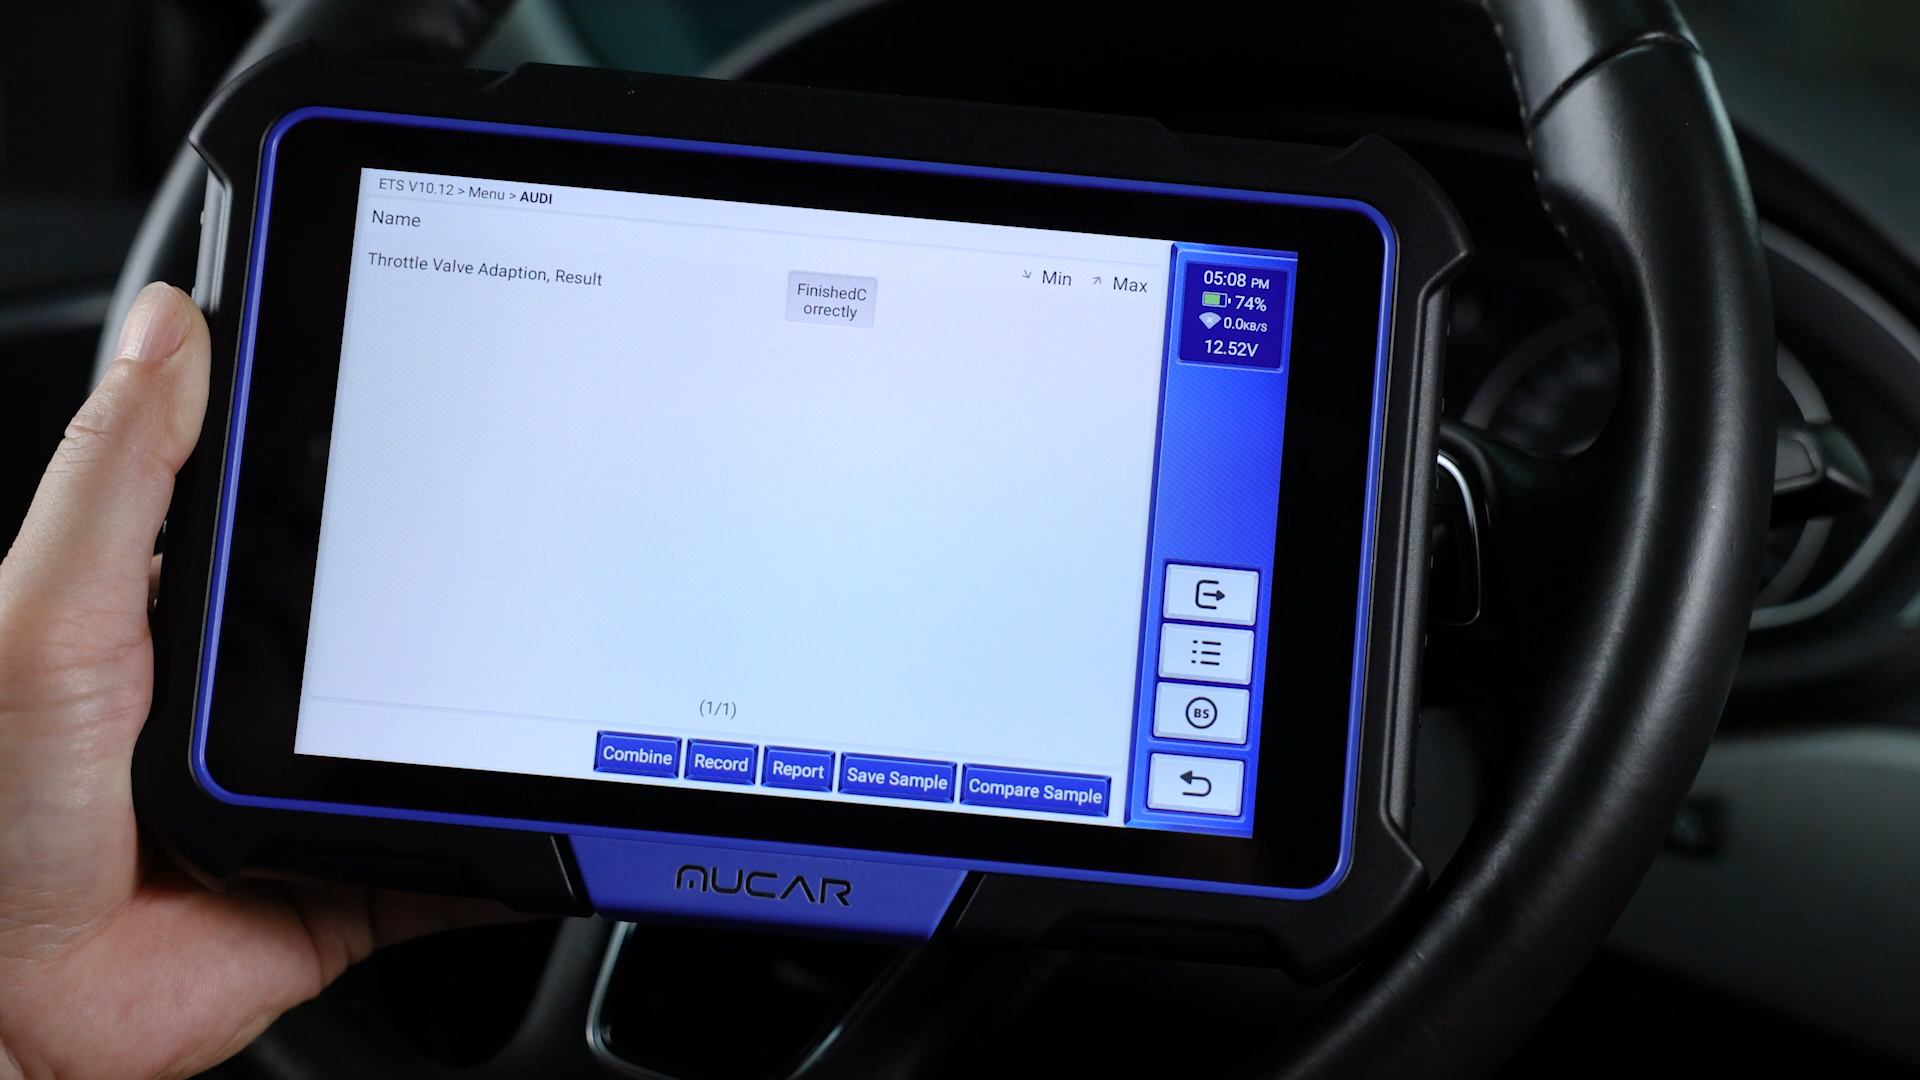 ETS V10.12 > Menu > AUDI
Name
Min Max
Throttle Valve Adaption, Result
FinishedC
orrectly
05:08 PM
74%
0.0KB/S
12.52V
BS
(1/1)
Combine
Record
Report
Save Sample
Compare Sample
MUCAR